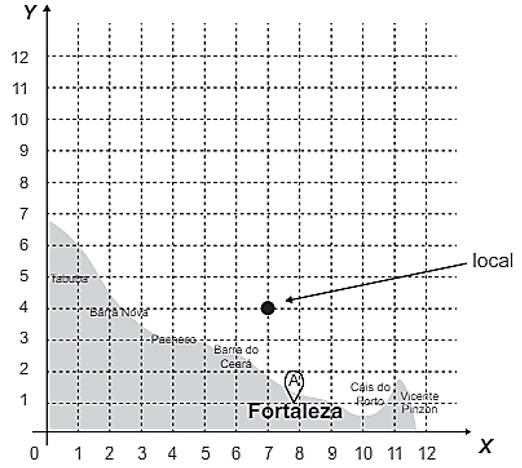 Y
12
11
10
9
8
7
6
5
4
3
2
1
local
Tabuba
Barra Nova
Pacheco
Barra do
Ceará
A
Fortaleza
Cais do
Porto
Vicente
Pinzon
0 1 2 3 4 5 6 7 8 9 10 11 12 X